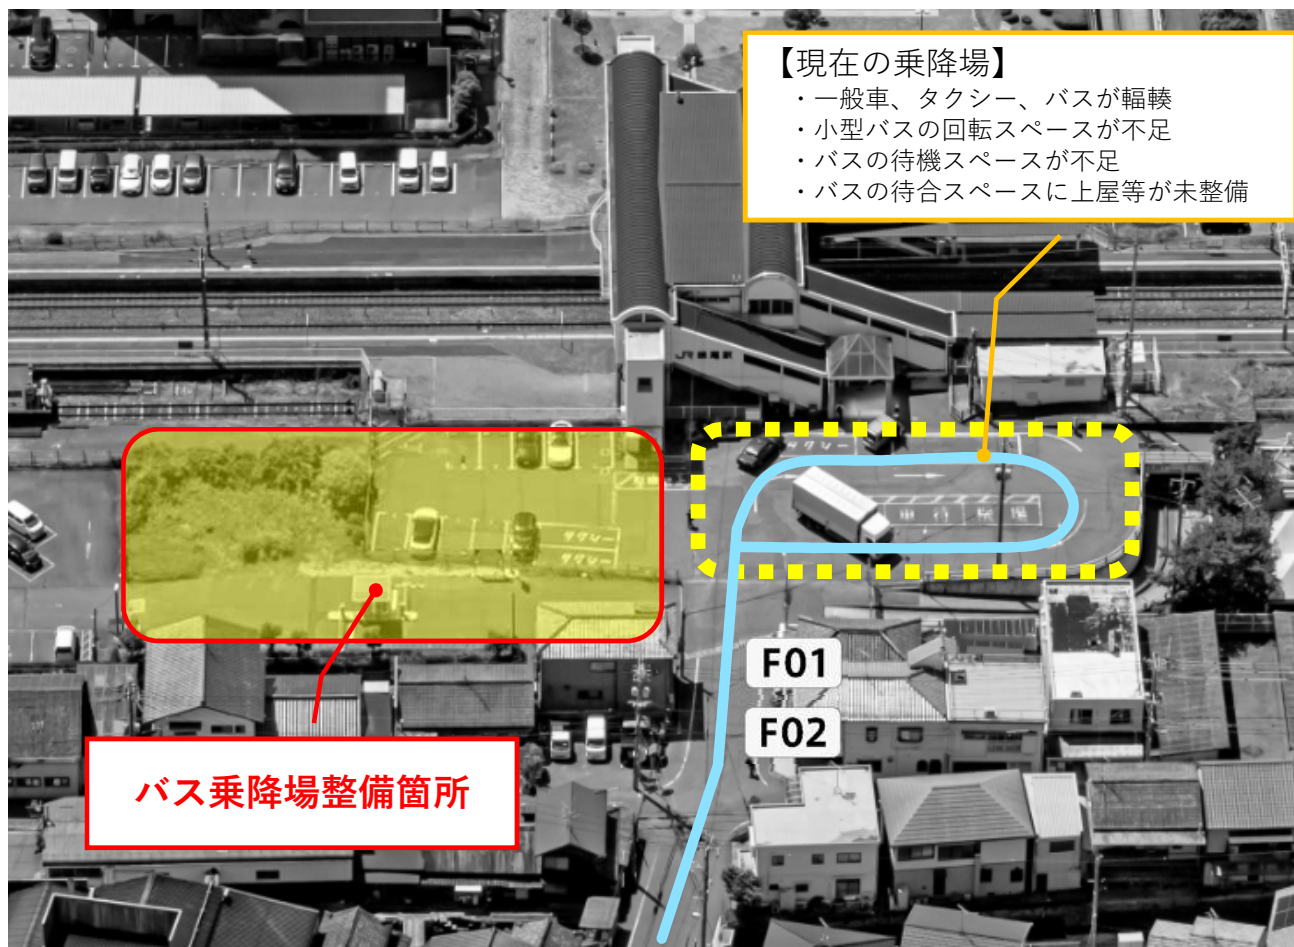 【現在の乗降場】
・一般車、タクシー、バスが輻輳
・小型バスの回転スペースが不足
・バスの待機スペースが不足
・バスの待合スペースに上屋等が未整備
F01
F02
バス乗降場整備箇所